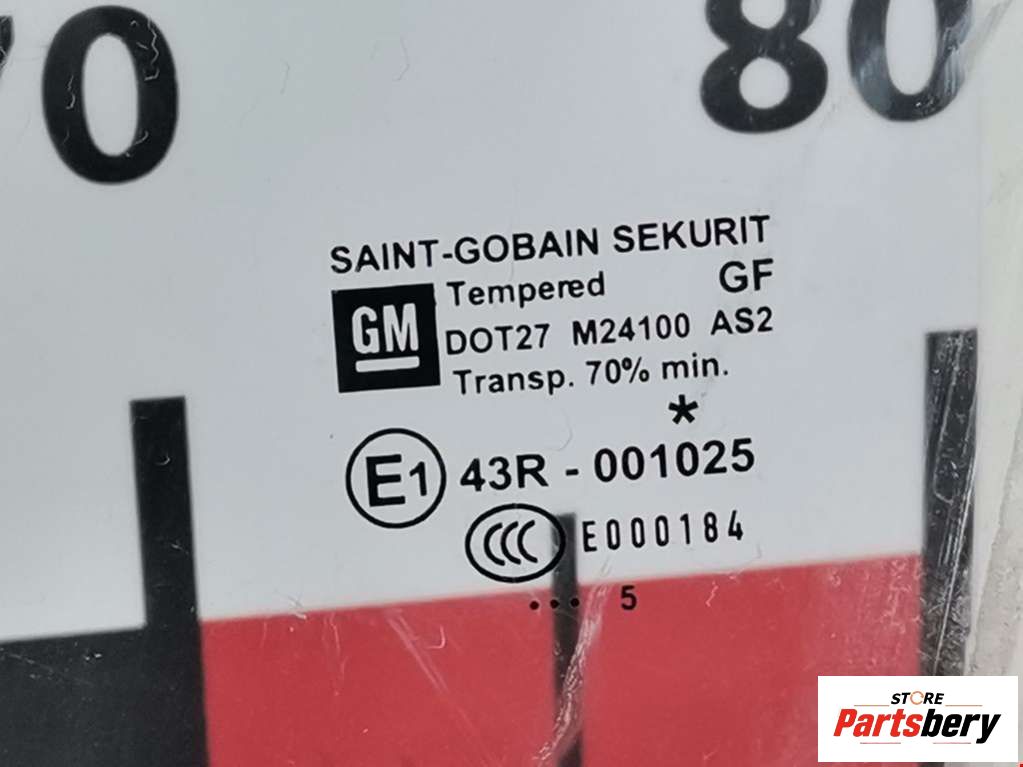 70 80
SAINT-GOBAIN SEKURIT
GM Tempered GF
DOT27 M24100 AS2
Transp. 70% min.
*
E1 43R - 001025
CCC E000184
... 5
STORE
Partsbery